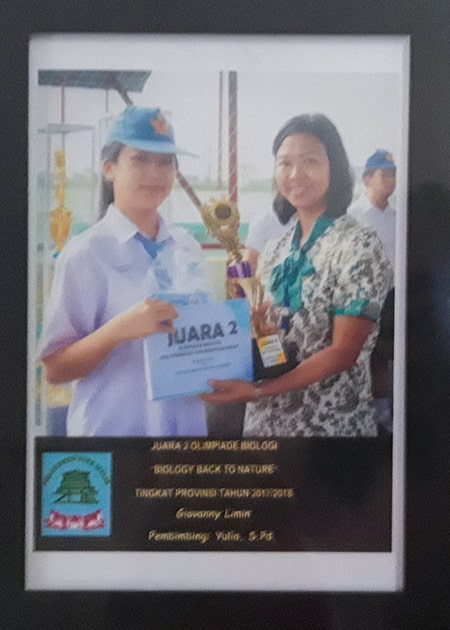 JUARA 2
JUARA 2 OLIMPIADE BIOLOGI
"BIOLOGY BACK TO NATURE"
TINGKAT PROVINSI TAHUN 2017/2018
Giovanny Limin
Pembimbing: Yulia, S.Pd